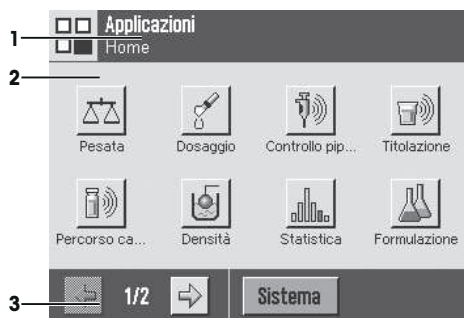 Applicazioni
1
Home
2
Pesata
Dosaggio
Controllo pip...
Titolazione
Percorso ca...
Densità
Statistica
Formulazione
3
1/2
Sistema